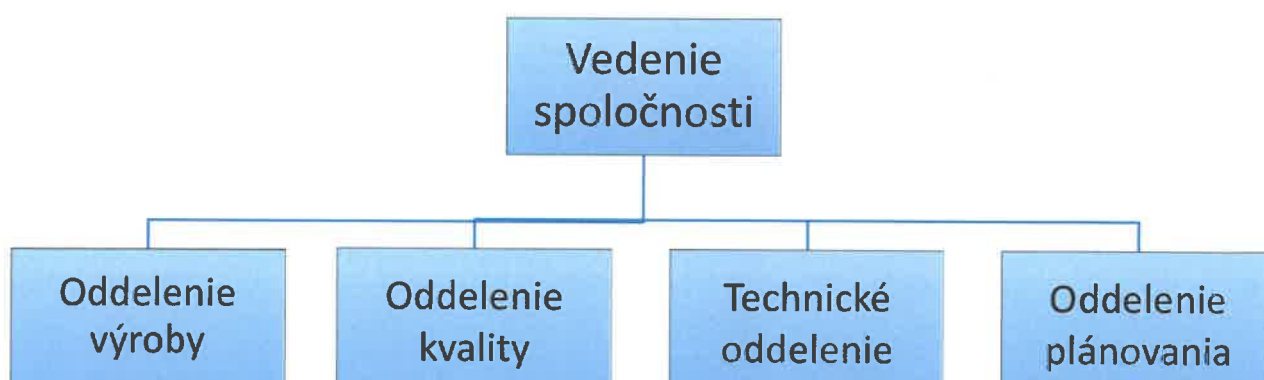 Vedenie
spoločnosti
Oddelenie
výroby
Oddelenie
kvality
Technické
oddelenie
Oddelenie
plánovania